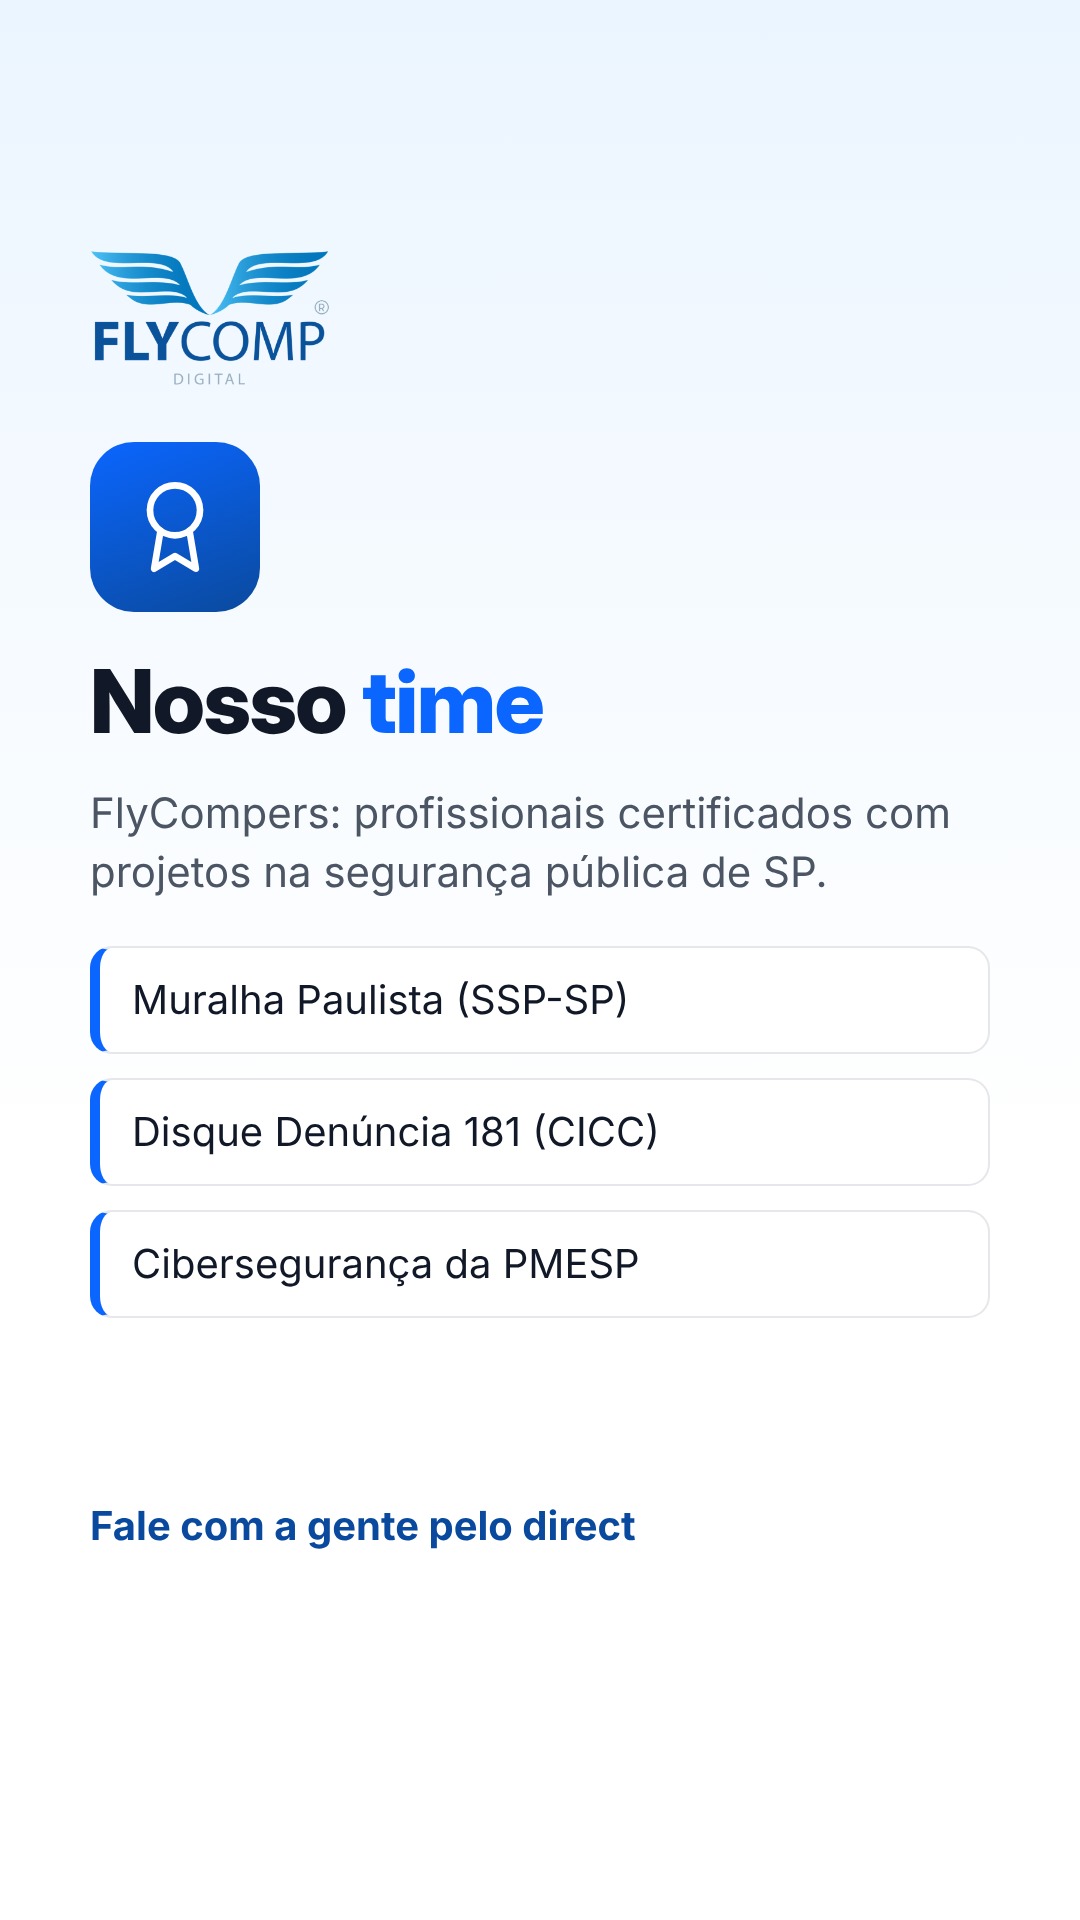 FLYCOMP®
DIGITAL
Nosso time
FlyCompers: profissionais certificados com
projetos na segurança pública de SP.
Muralha Paulista (SSP-SP)
Disque Denúncia 181 (CICC)
Cibersegurança da PMESP
Fale com a gente pelo direct